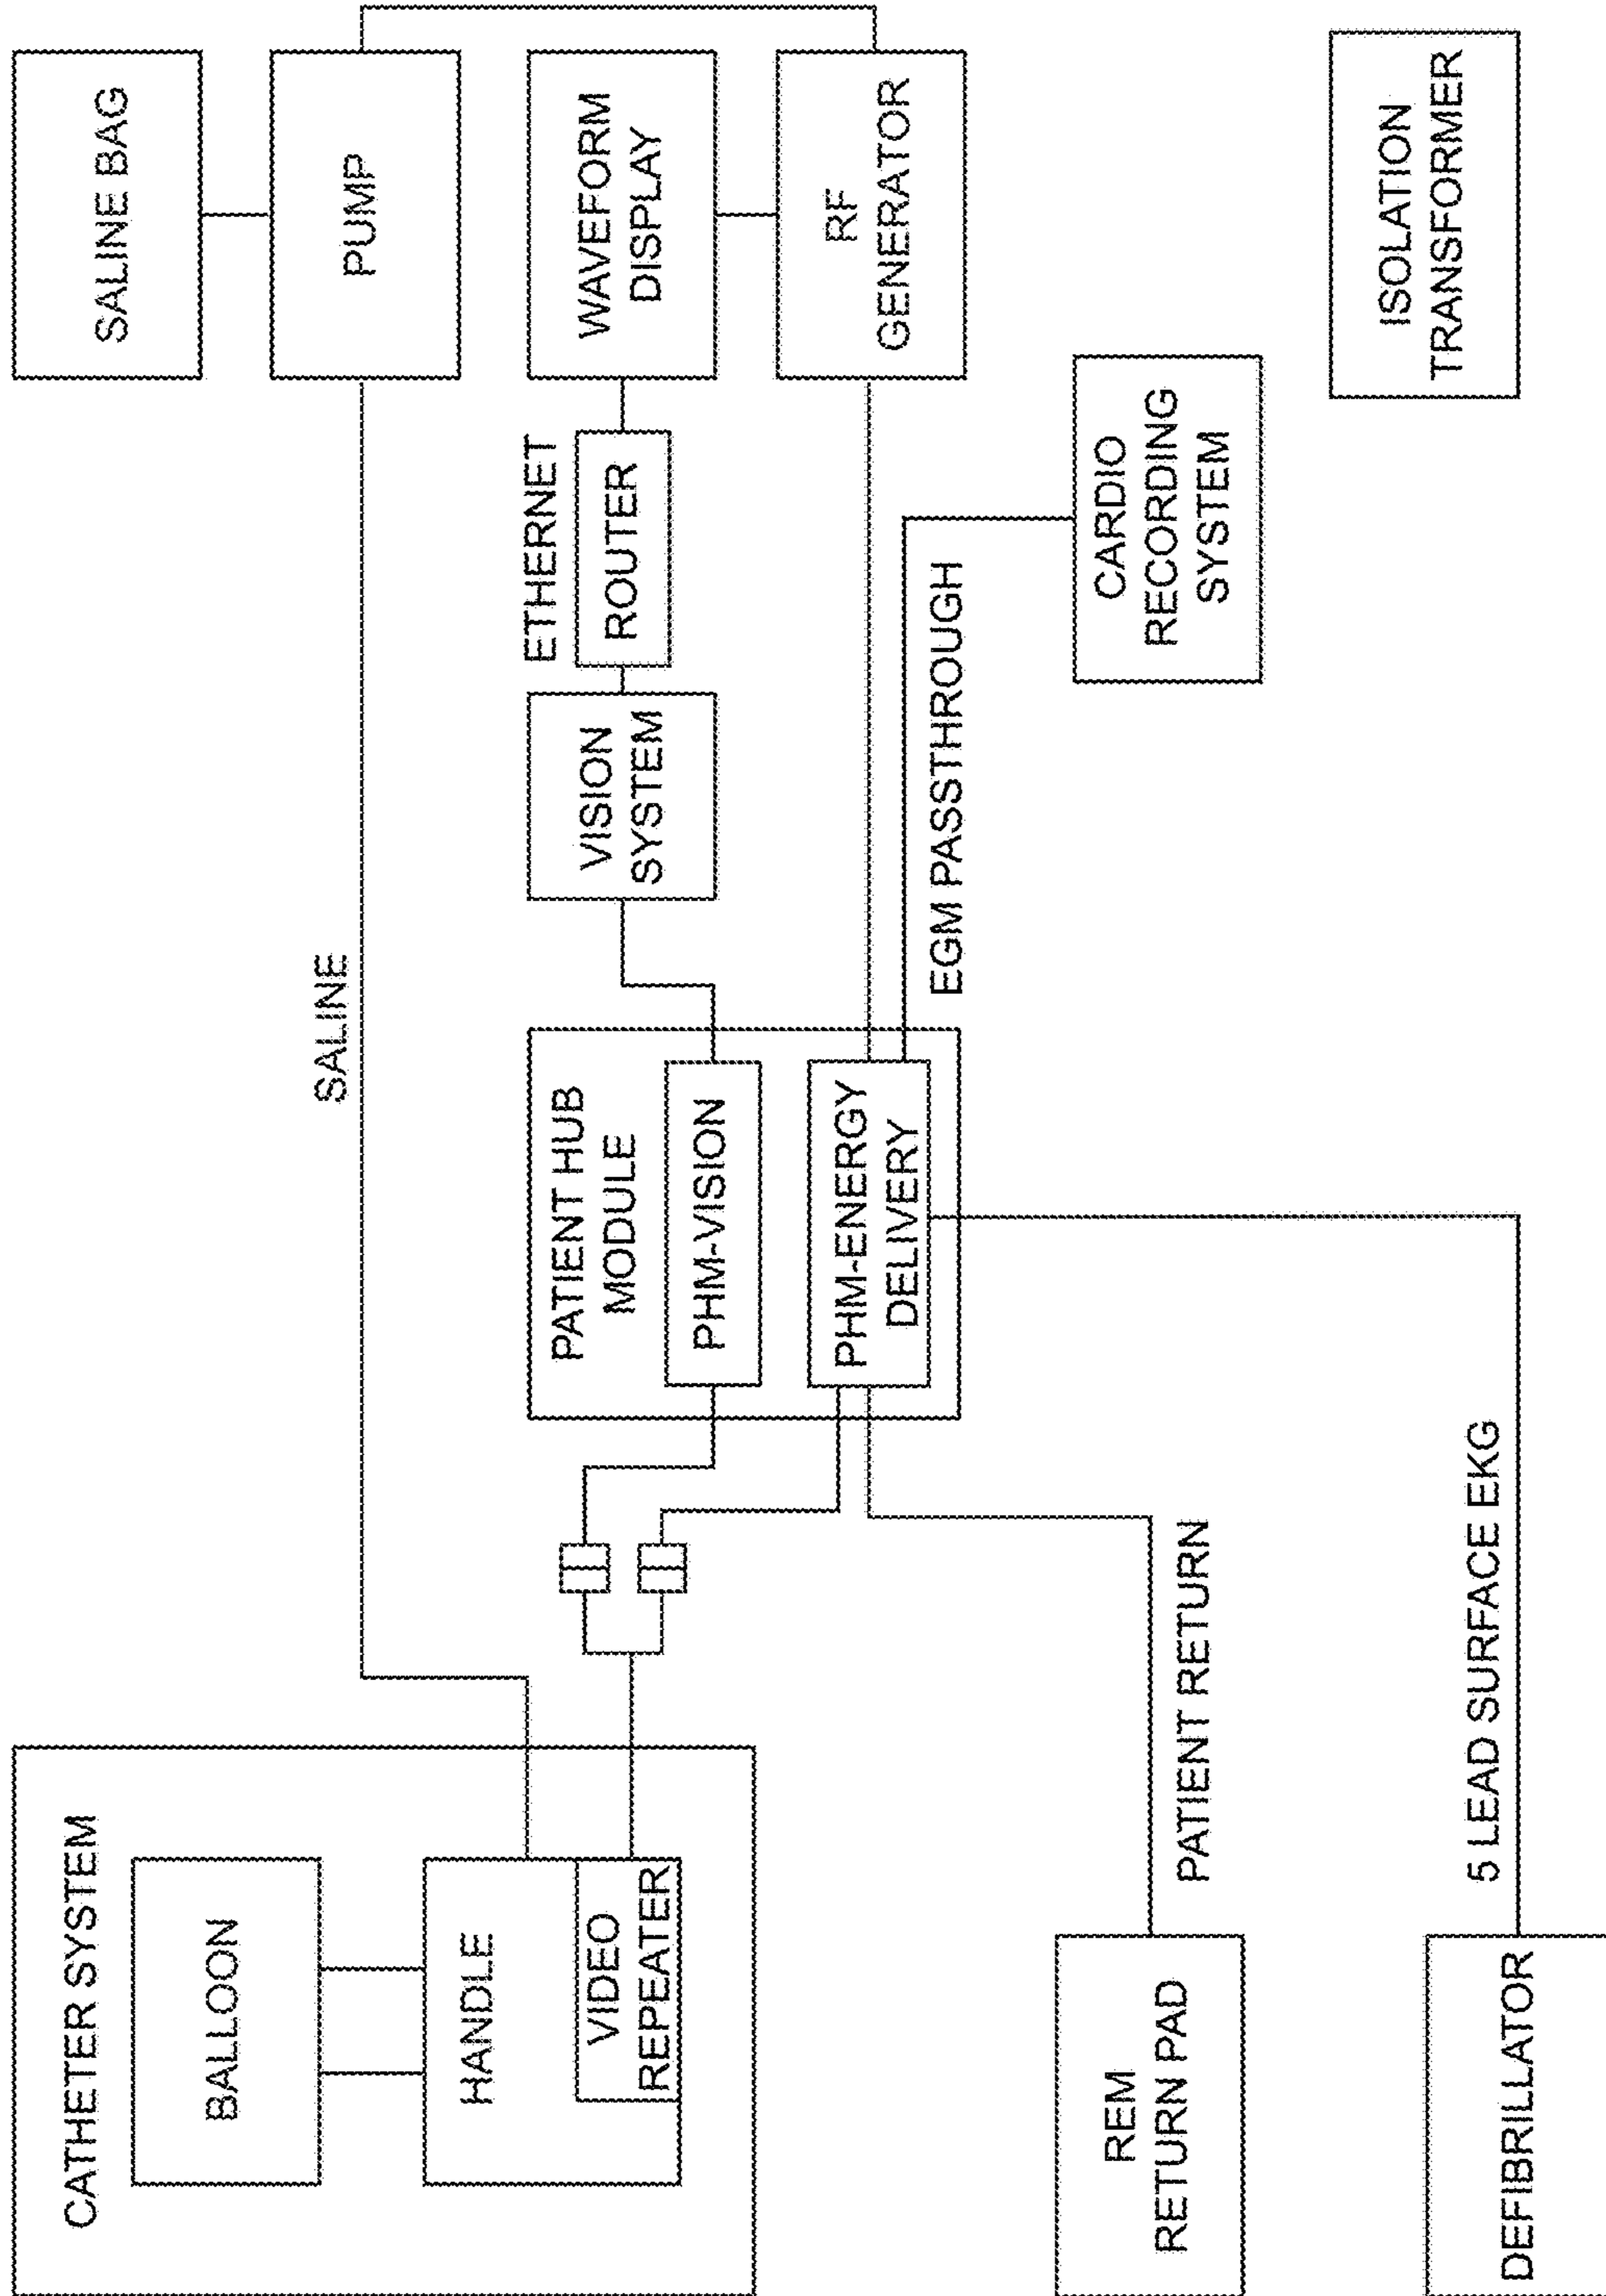 CATHETER SYSTEM
BALLOON
HANDLE
VIDEO
REPEATER
SALINE
SALINE BAG
PUMP
PATIENT HUB
MODULE
PHM-VISION
PHM-ENERGY
DELIVERY
VISION
SYSTEM
ETHERNET
ROUTER
WAVEFORM
DISPLAY
RF
GENERATOR
EGM PASSTHROUGH
CARDIO
RECORDING
SYSTEM
ISOLATION
TRANSFORMER
REM
RETURN PAD
PATIENT RETURN
DEFIBRILLATOR
5 LEAD SURFACE EKG